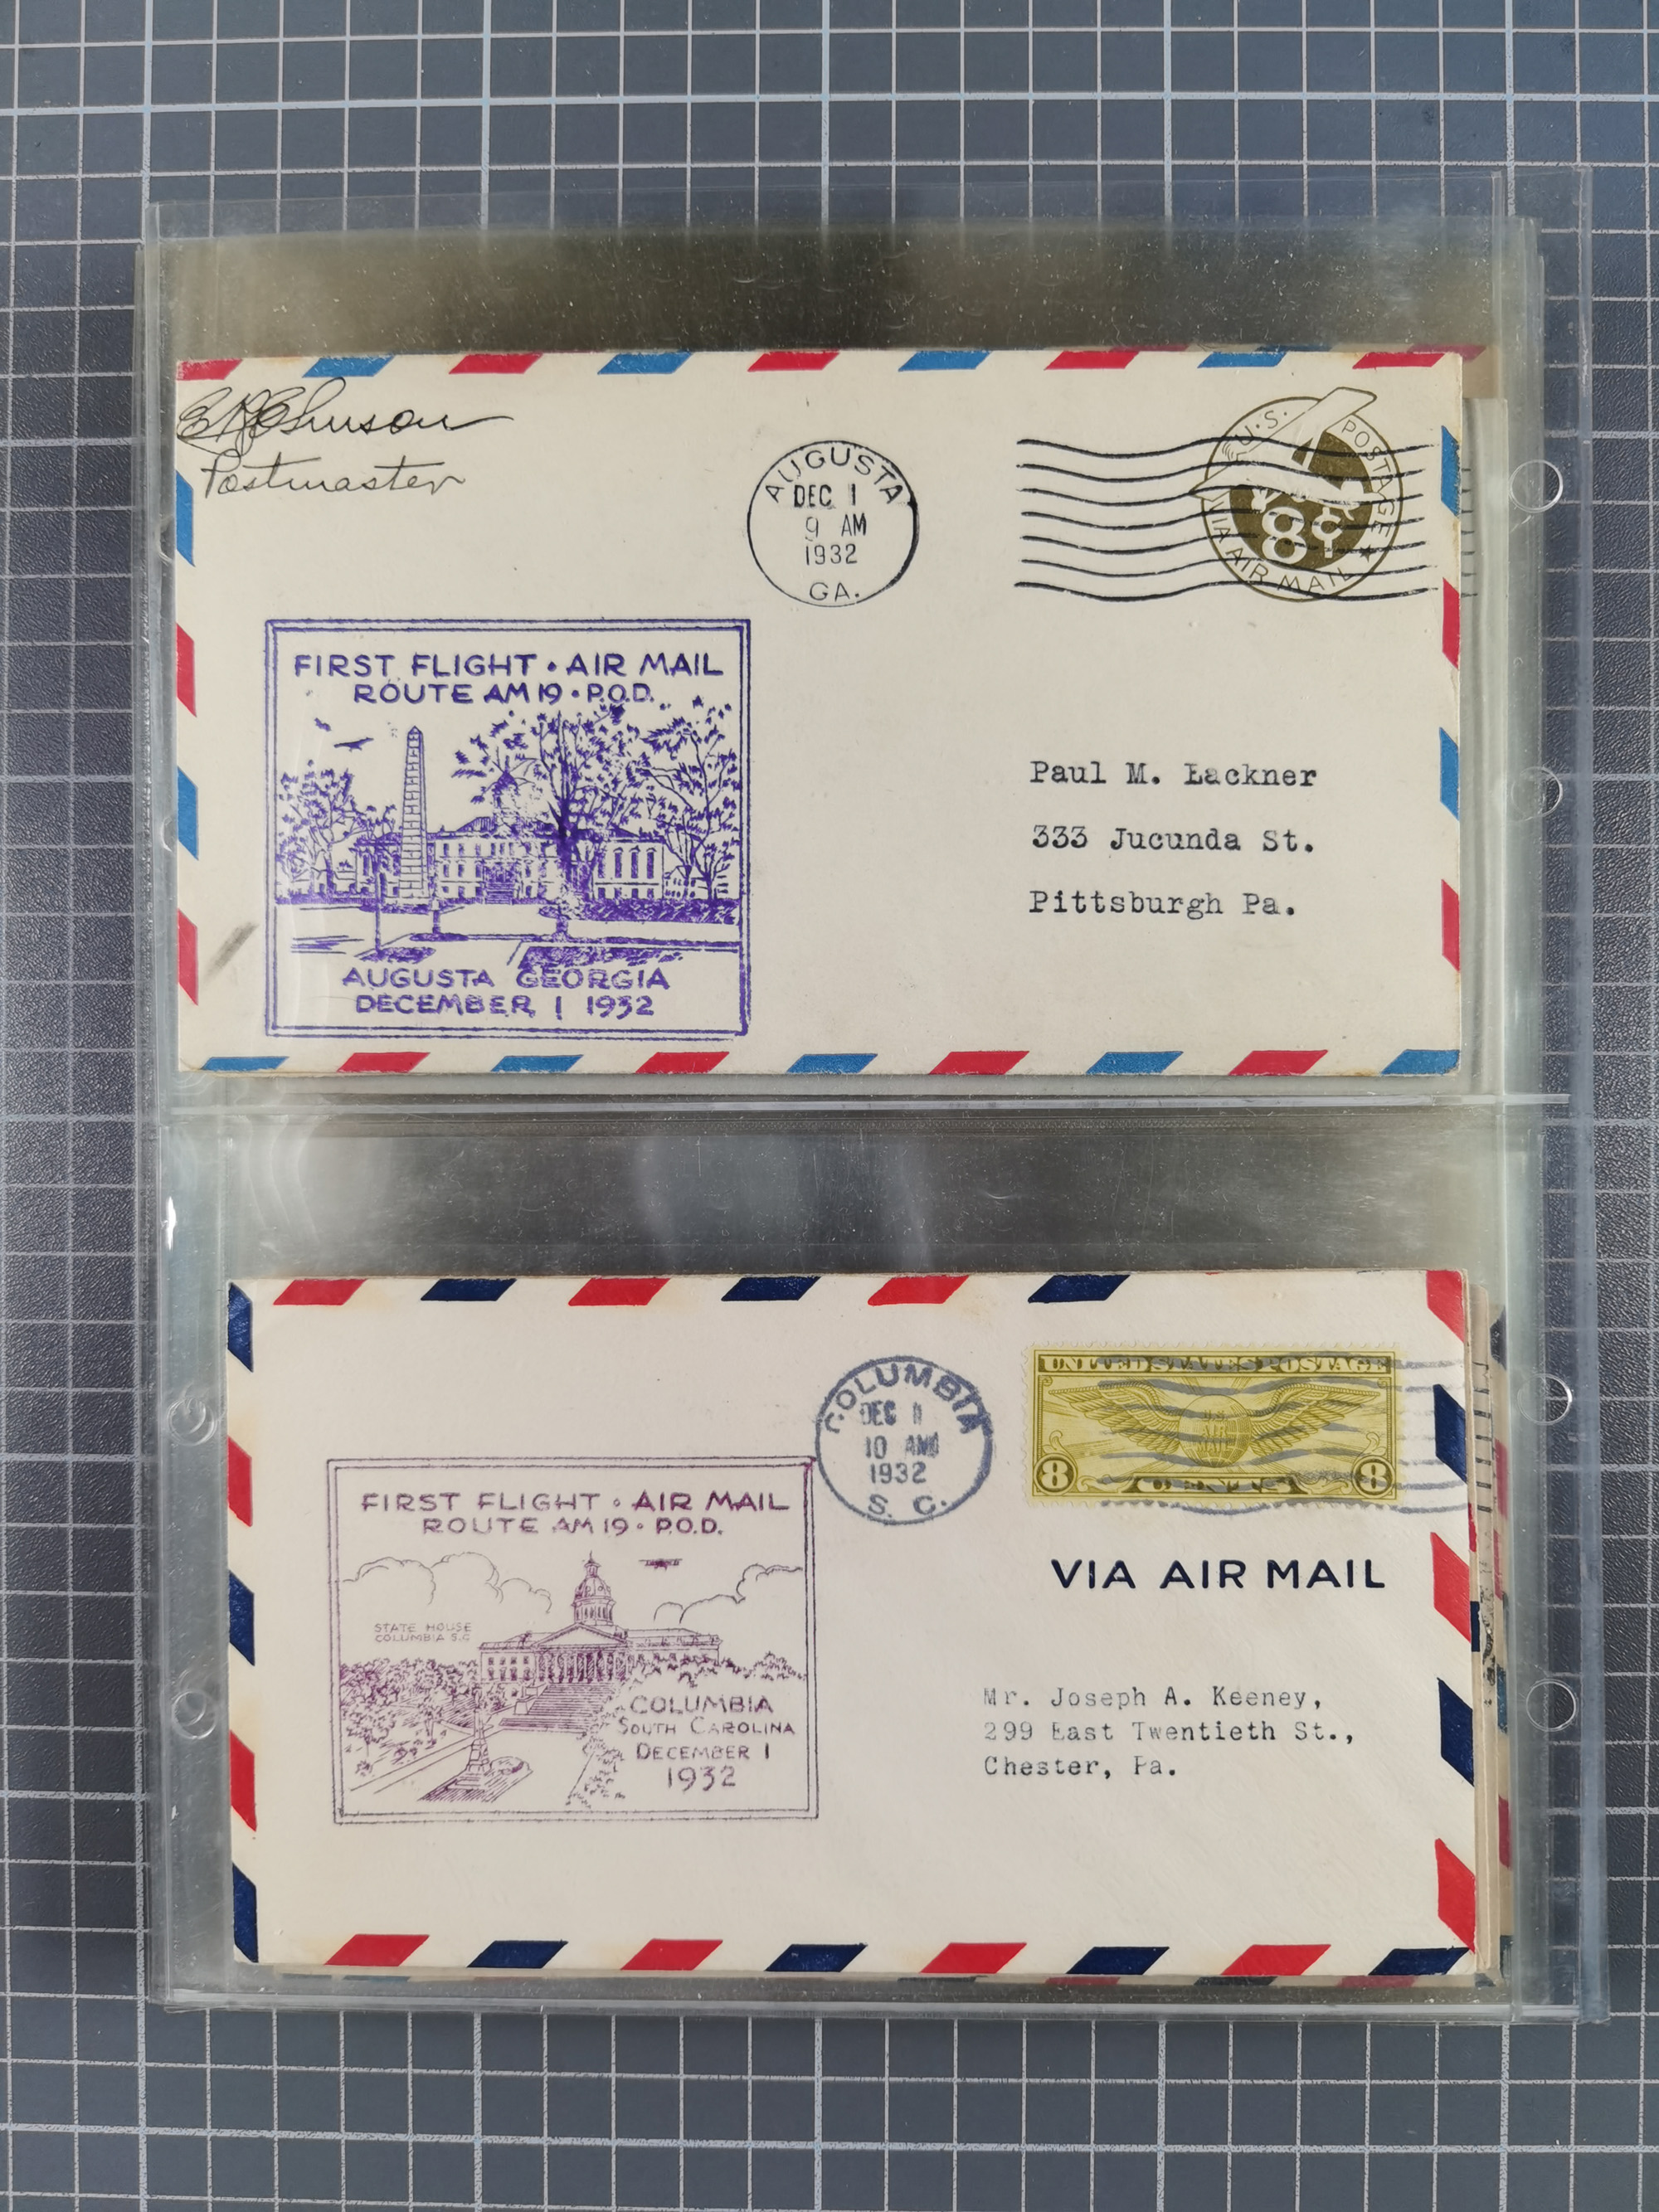 Postmaster
AUGUSTA
DEC 1
9 AM
1932
GA.
U.S. POSTAGE
8¢
VIA AIR MAIL
FIRST FLIGHT • AIR MAIL
ROUTE AM 19 • P.O.D.
AUGUSTA GEORGIA
DECEMBER 1 1932
Paul M. Lackner
333 Jucunda St.
Pittsburgh Pa.
COLUMBIA
DEC 1
10 AM
1932
S. C.
UNITED STATES POSTAGE
U.S.
MAIL
8 CENTS 8
VIA AIR MAIL
FIRST FLIGHT • AIR MAIL
ROUTE AM 19 • P.O.D.
STATE HOUSE
COLUMBIA S.C
COLUMBIA
SOUTH CAROLINA
DECEMBER 1
1932
Mr. Joseph A. Keeney,
299 East Twentieth St.,
Chester, Pa.